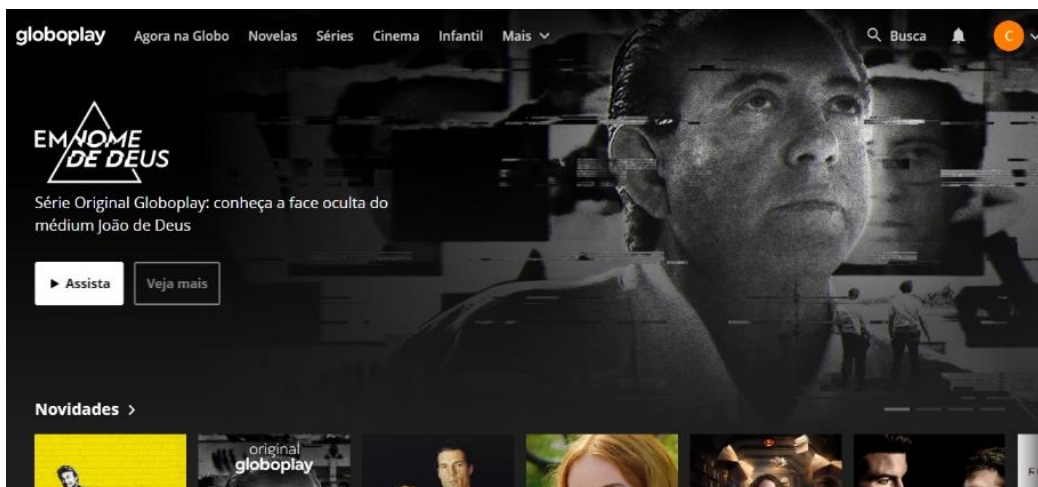 globoplay Agora na Globo Novelas Séries Cinema Infantil Mais Busca C
EM NOME
DE DEUS
Série Original Globoplay: conheça a face oculta do
médium João de Deus
Assista Veja mais
Novidades
original
globoplay